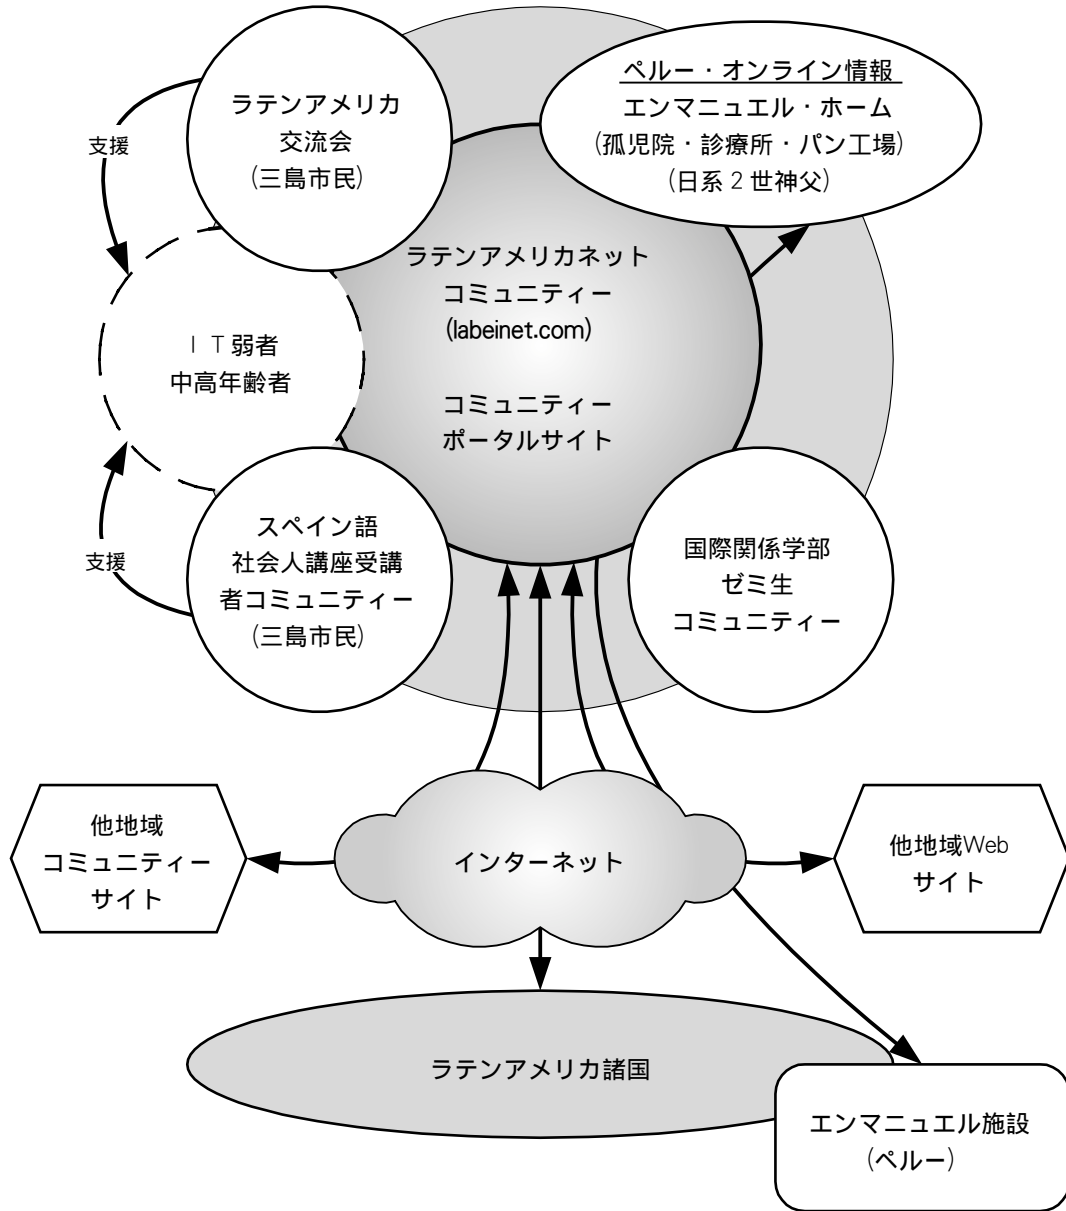 ラテンアメリカ
交流会
(三島市民)
ペルー・オンライン情報
エンマニュエル・ホーム
(孤児院・診療所・パン工場)
(日系2世神父)
支援
ラテンアメリカネット
コミュニティー
(labeinet.com)
コミュニティー
ポータルサイト
IT弱者
中高年齢者
支援
スペイン語
社会人講座受講
者コミュニティー
(三島市民)
国際関係学部
ゼミ生
コミュニティー
他地域
コミュニティー
サイト
インターネット
他地域Web
サイト
ラテンアメリカ諸国
エンマニュエル施設
(ペルー)